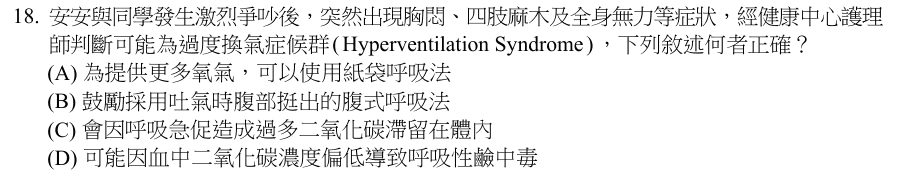 18. 安安與同學發生激烈爭吵後，突然出現胸悶、四肢麻木及全身無力等症狀，經健康中心護理
師判斷可能為過度換氣症候群(Hyperventilation Syndrome)，下列敘述何者正確？
(A) 為提供更多氧氣，可以使用紙袋呼吸法
(B) 鼓勵採用吐氣時腹部挺出的腹式呼吸法
(C) 會因呼吸急促造成過多二氧化碳滯留在體內
(D) 可能因血中二氧化碳濃度偏低導致呼吸性鹼中毒